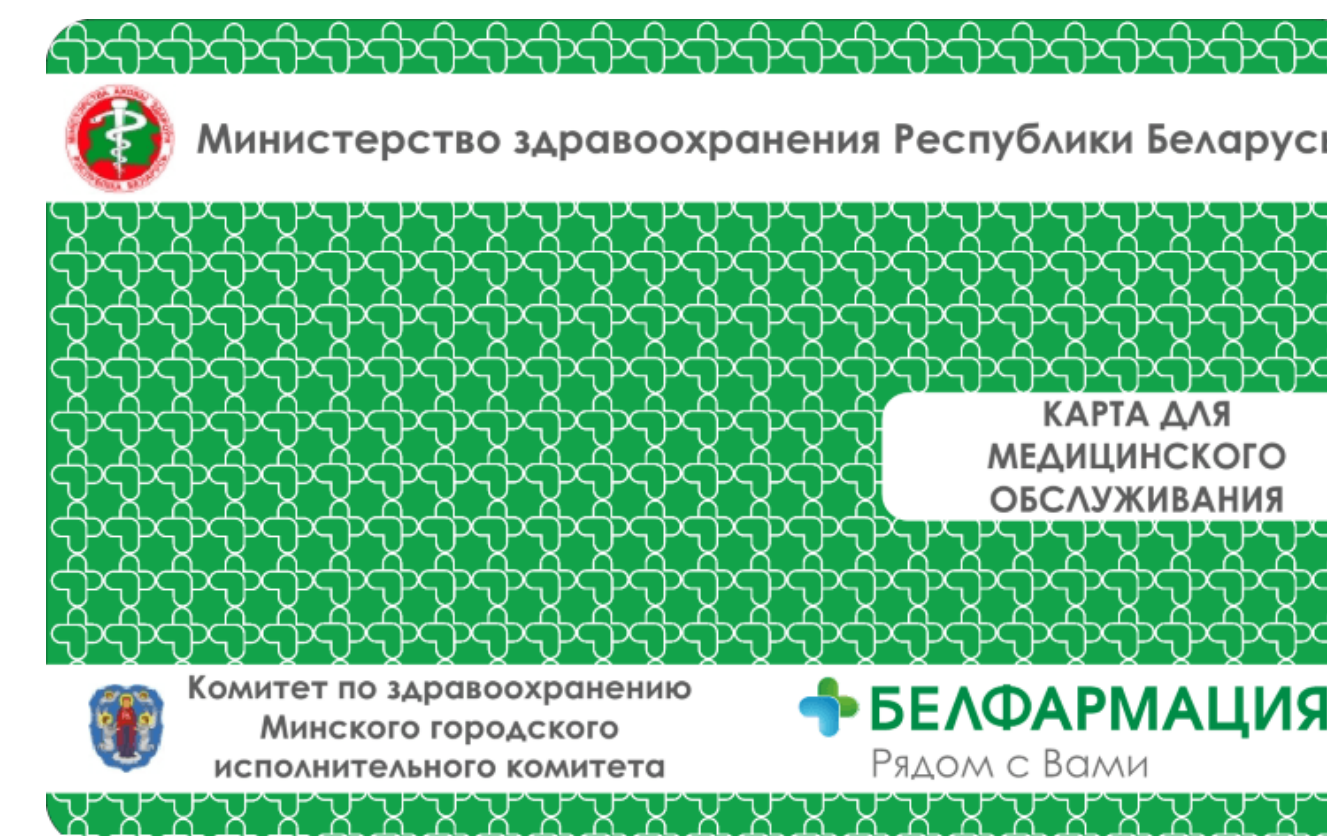 Министерство здравоохранения Республики Беларусь
КАРТА ДЛЯ
МЕДИЦИНСКОГО
ОБСЛУЖИВАНИЯ
Комитет по здравоохранению
Минского городского
исполнительного комитета
БЕЛФАРМАЦИЯ
Рядом с Вами